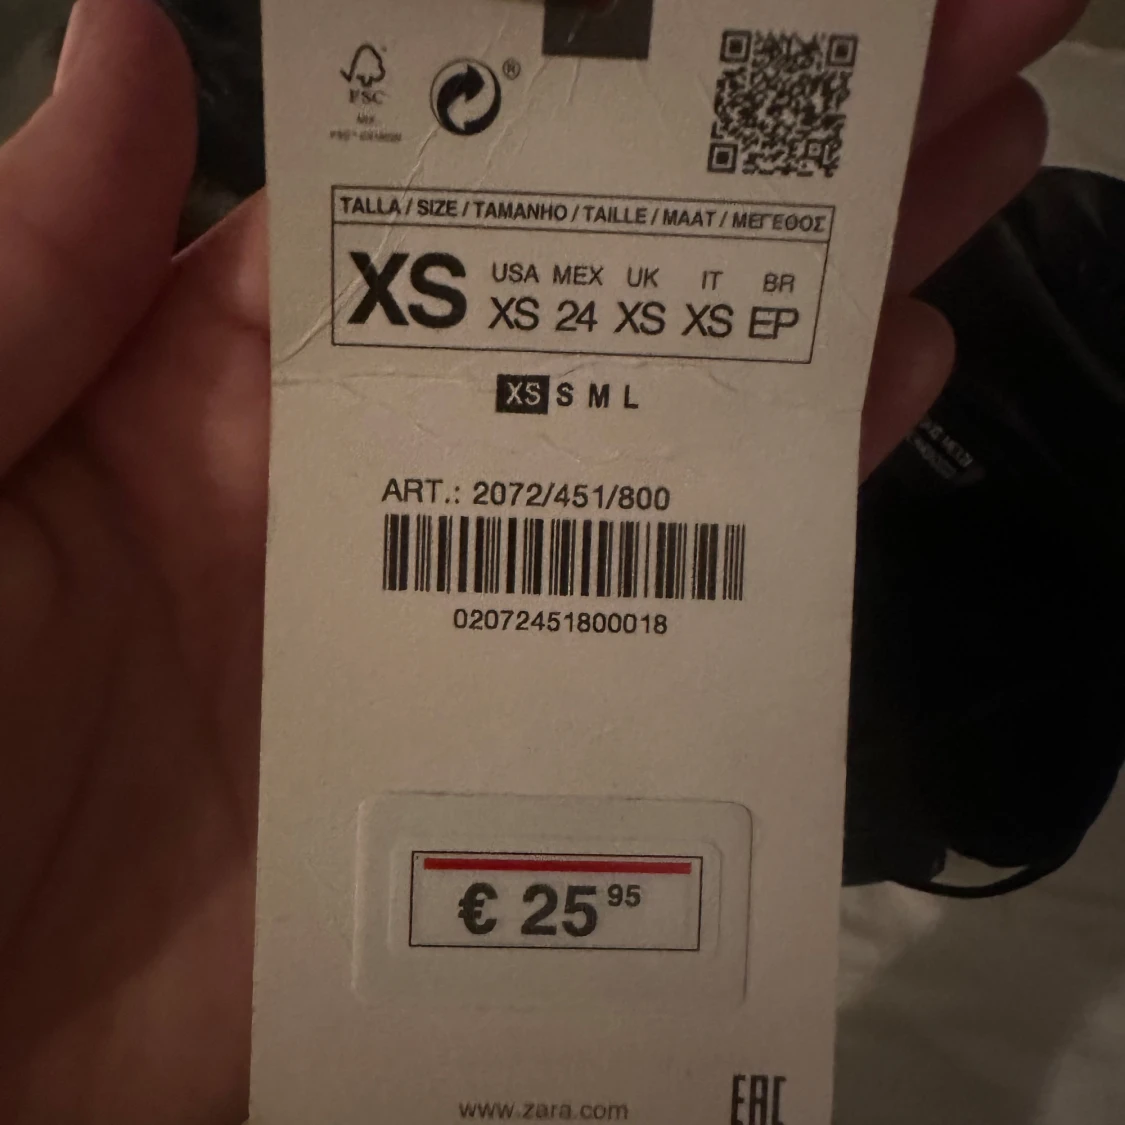 FSC
MIX
®
TALLA / SIZE / TAMANHO / TAILLE / MAAT / ΜΕΓΕΘΟΣ
XS
USA MEX UK IT BR
XS 24 XS XS EP
XS S M L
ART.: 2072/451/800
02072451800018
€ 25 95
www.zara.com
EAC